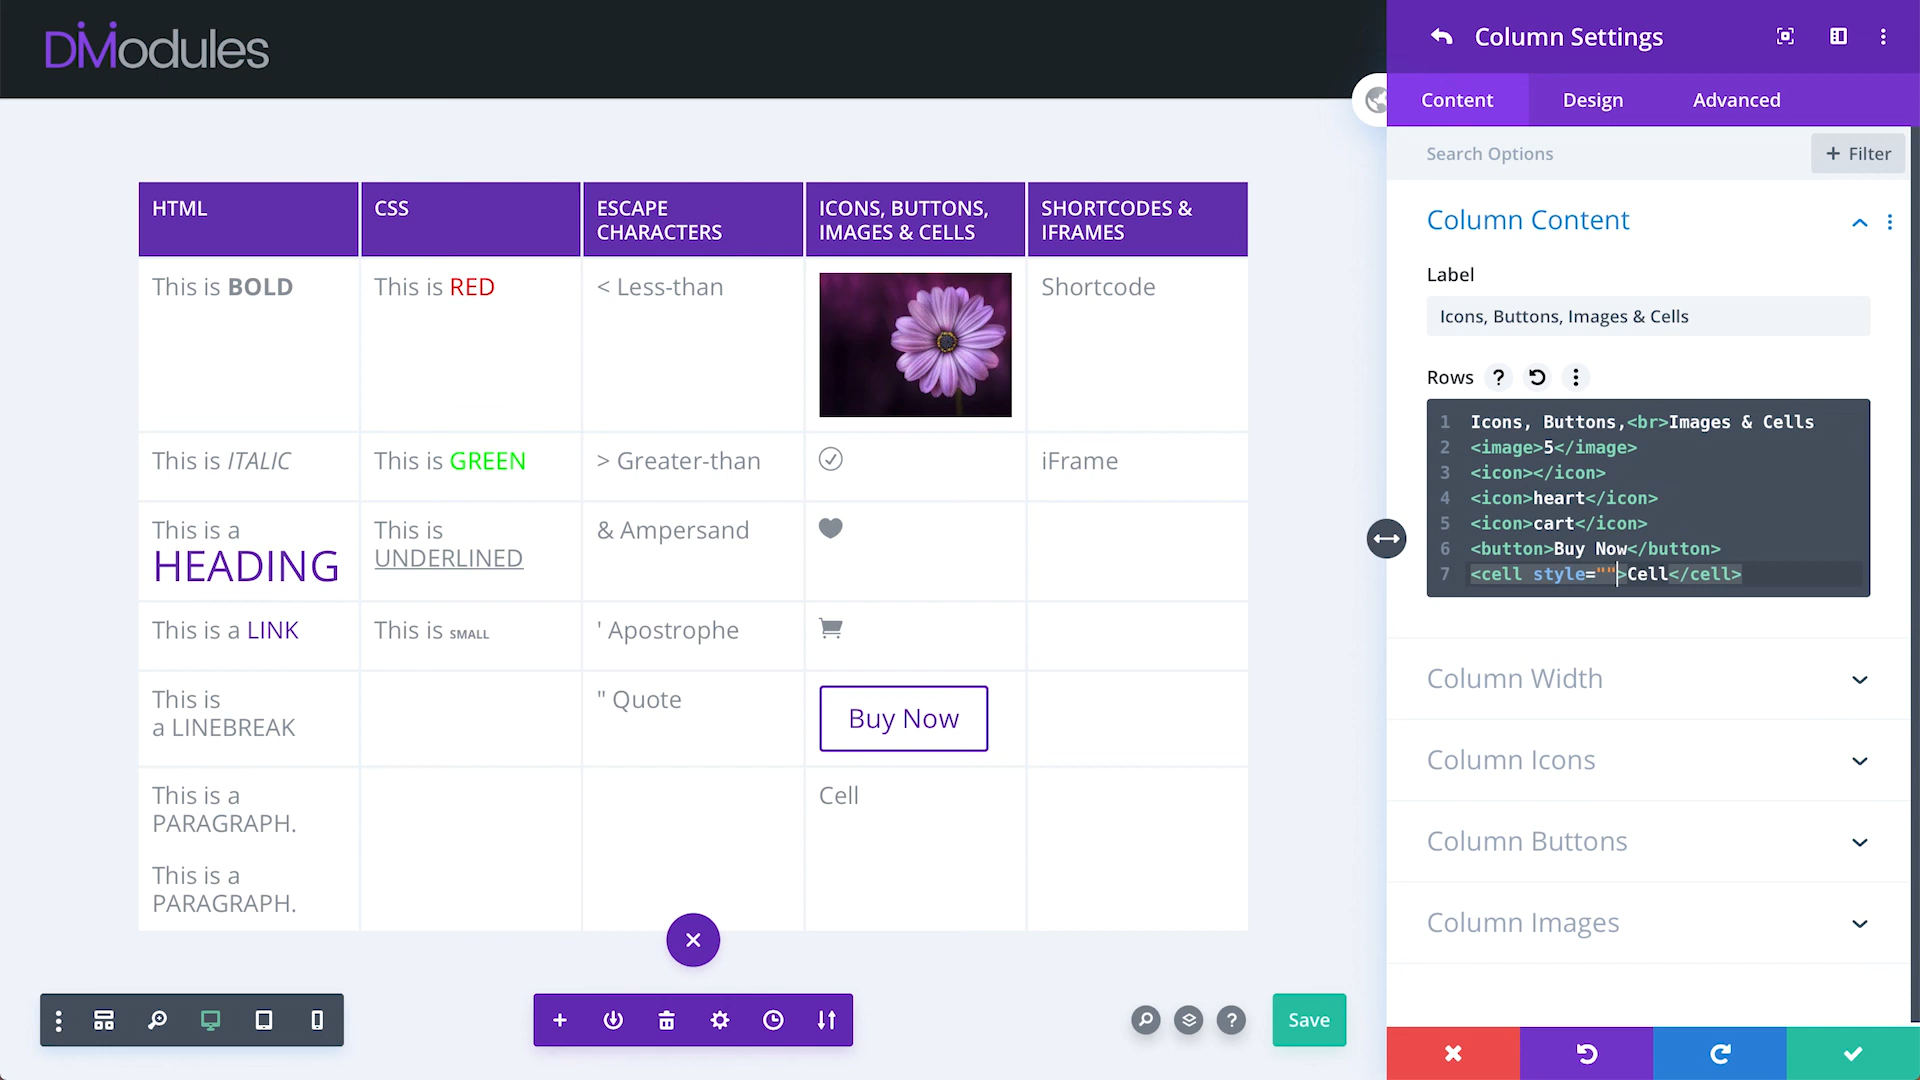 DiModules
HTML
CSS
ESCAPE
CHARACTERS
ICONS, BUTTONS,
IMAGES & CELLS
SHORTCODES &
IFRAMES
This is BOLD
This is RED
< Less-than
Shortcode
This is ITALIC
This is GREEN
> Greater-than
iFrame
This is a
HEADING
This is
UNDERLINED
& Ampersand
This is a LINK
This is SMALL
' Apostrophe
This is
a LINEBREAK
" Quote
Buy Now
This is a
PARAGRAPH.
This is a
PARAGRAPH.
Cell
Save
Column Settings
Content
Design
Advanced
Search Options
+ Filter
Column Content
Label
Icons, Buttons, Images & Cells
Rows ?
1 Icons, Buttons,<br>Images & Cells
2 <image>5</image>
3 <icon></icon>
4 <icon>heart</icon>
5 <icon>cart</icon>
6 <button>Buy Now</button>
7 <cell style="">Cell</cell>
Column Width
Column Icons
Column Buttons
Column Images